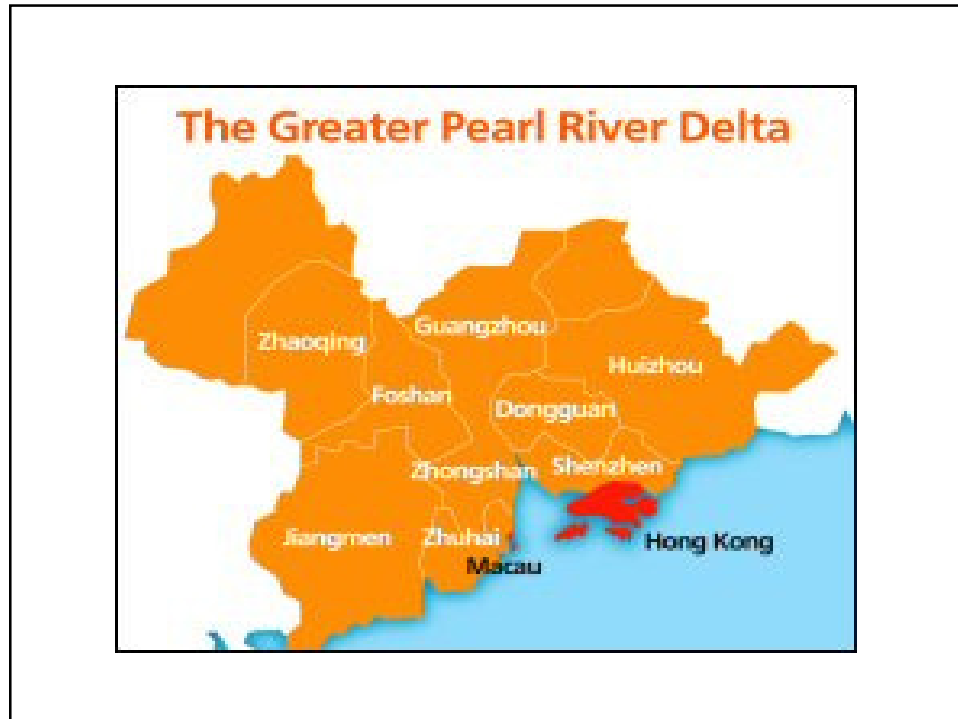 The Greater Pearl River Delta
Guangzhou
Zhaoqing
Huizhou
Foshan
Dongguan
Zhongshan
Shenzhen
Jiangmen
Zhuhai
Hong Kong
Macau